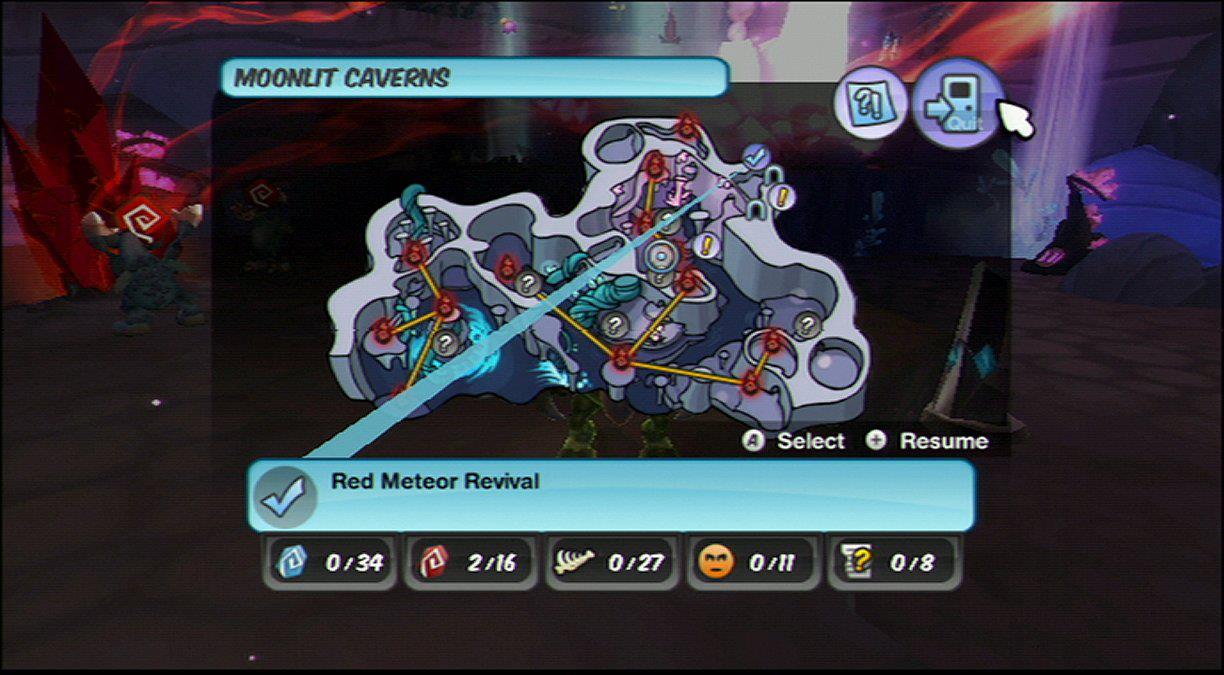 MOONLIT CAVERNS
Quit
A Select + Resume
Red Meteor Revival
0/34 2/16 0/27 0/11 0/8